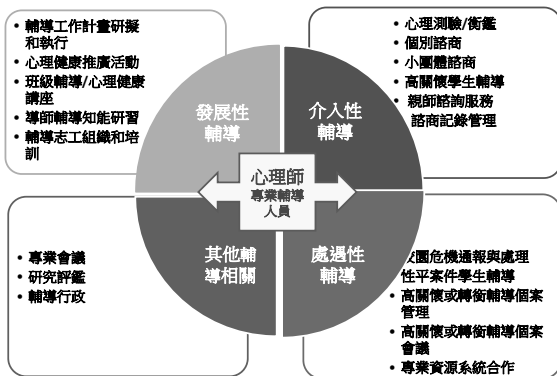 • 輔導工作計畫研擬
和執行
• 心理健康推廣活動
• 班級輔導/心理健康
講座
• 導師輔導知能研習
• 輔導志工組織和培
訓
• 心理測驗/衡鑑
• 個別諮商
• 小團體諮商
• 高關懷學生輔導
• 親師諮詢服務
諮商記錄管理
發展性
輔導
介入性
輔導
心理師
專業輔導
人員
其他輔
導相關
處遇性
輔導
• 專業會議
• 研究評鑑
• 輔導行政
校園危機通報與處理
性平案件學生輔導
• 高關懷或轉銜輔導個案
管理
• 高關懷或轉銜輔導個案
會議
• 專業資源系統合作